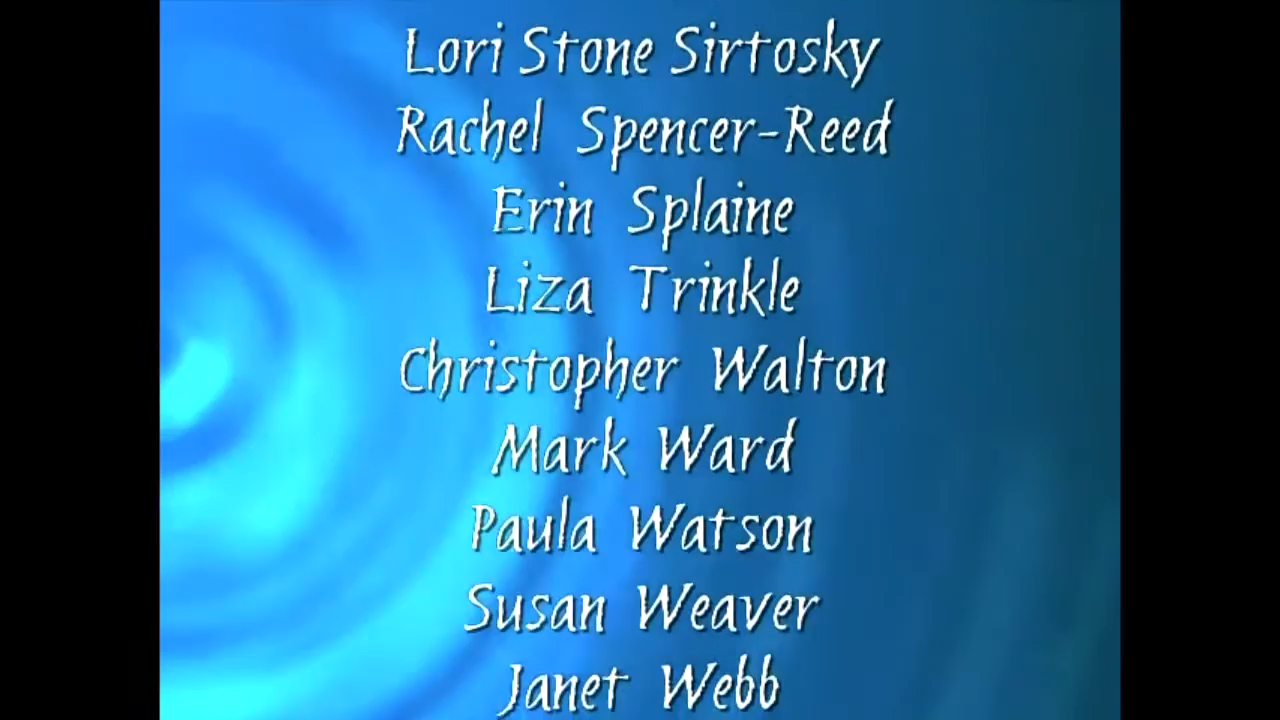 Lori Stone Sirtosky
Rachel Spencer-Reed
Erin Splaine
Liza Trinkle
Christopher Walton
Mark Ward
Paula Watson
Susan Weaver
Janet Webb